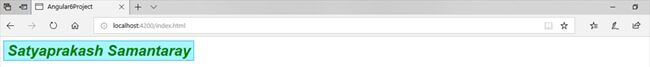 Angular6Project
localhost:4200/index.html
Satyaprakash Samantaray